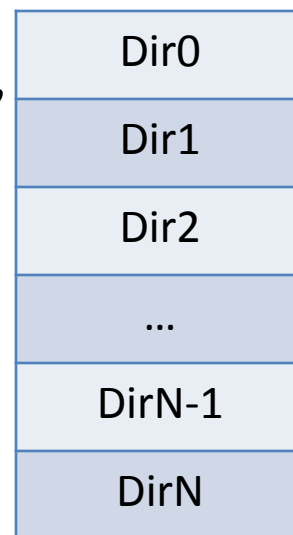 Dir0
,
Dir1
Dir2
…
DirN-1
DirN